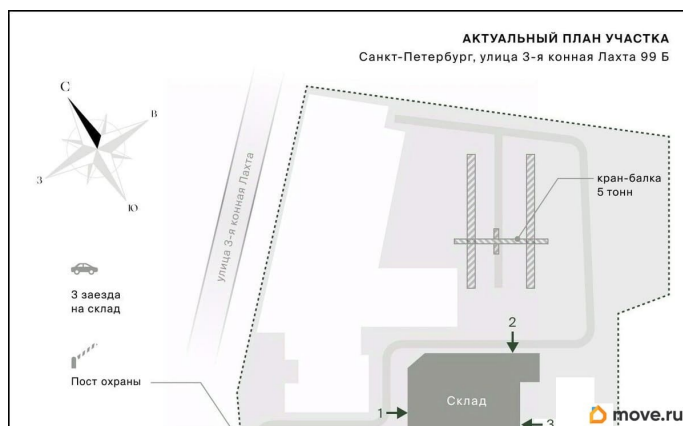 АКТУАЛЬНЫЙ ПЛАН УЧАСТКА
Санкт-Петербург, улица 3-я конная Лахта 99 Б
С
В
З
Ю
улица 3-я конная Лахта
кран-балка
5 тонн
3 заезда
на склад
Пост охраны
2
Склад
1
3
move.ru